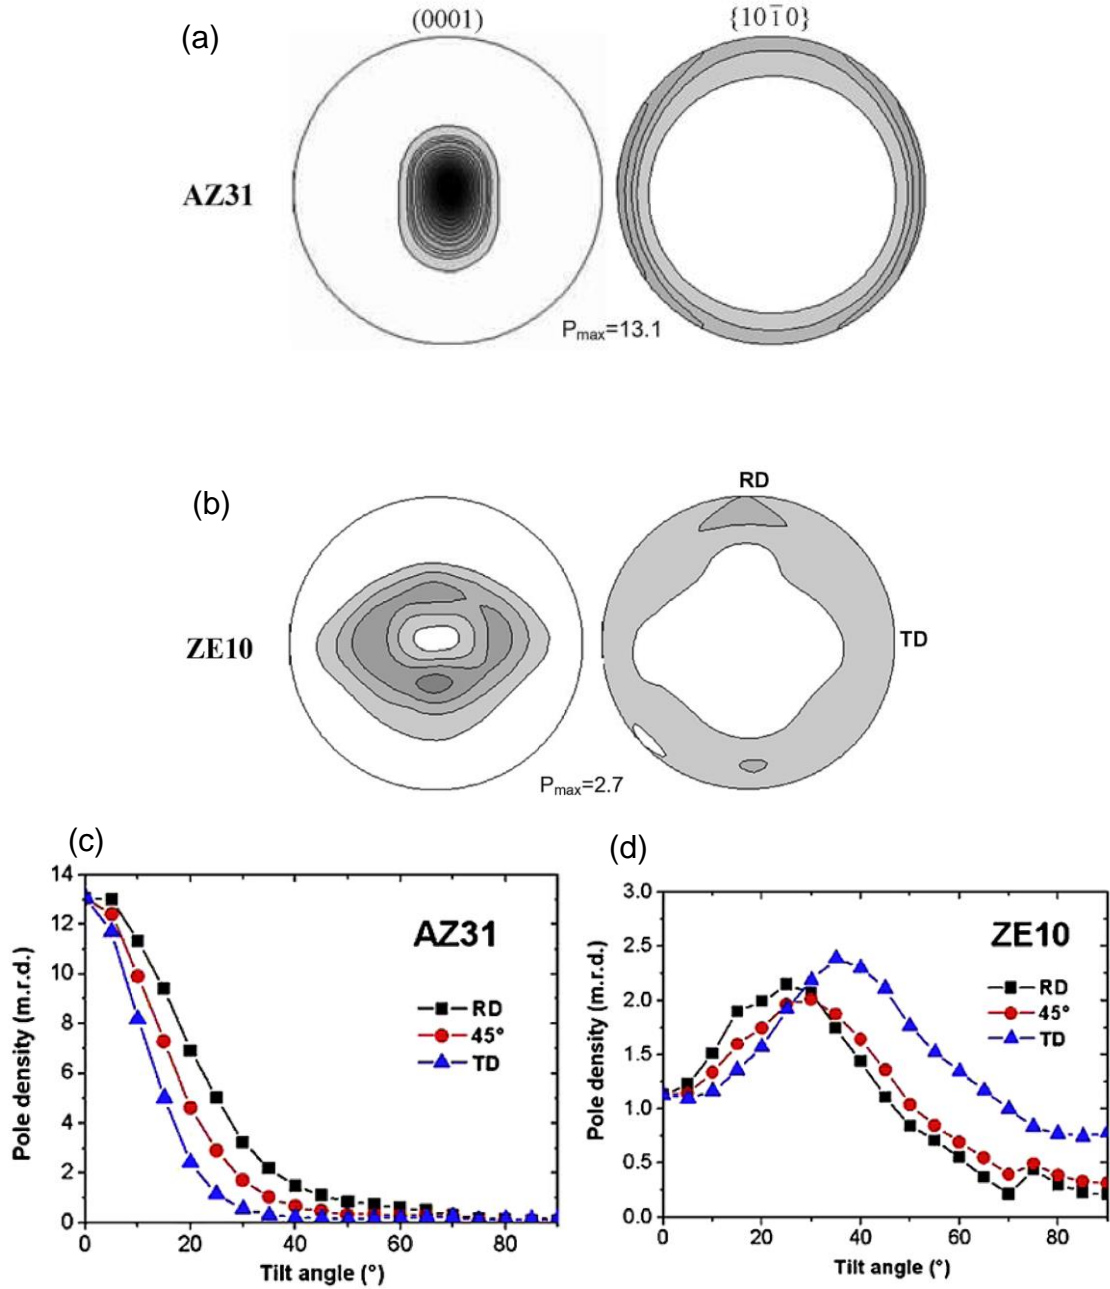 (a)
(0001)
{10 1̄ 0}
AZ31
Pmax=13.1
(b)
RD
TD
ZE10
Pmax=2.7
(c)
14
12
10
8
6
4
2
0
Pole density (m.r.d.)
AZ31
RD
45°
TD
0 20 40 60 80
Tilt angle (°)
(d)
3.0
2.5
2.0
1.5
1.0
0.5
0.0
Pole density (m.r.d.)
ZE10
RD
45°
TD
0 20 40 60 80
Tilt angle (°)